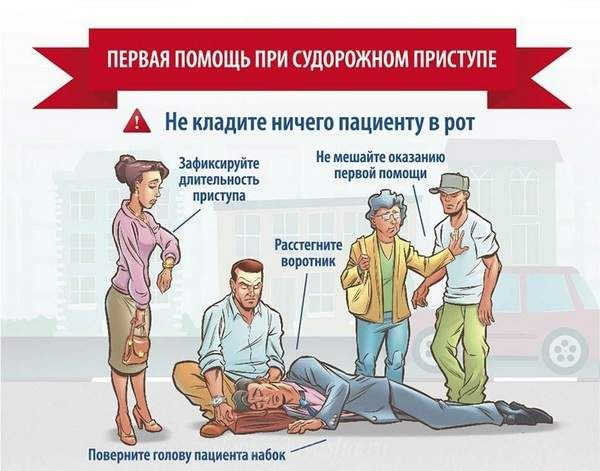 ПЕРВАЯ ПОМОЩЬ ПРИ СУДОРОЖНОМ ПРИСТУПЕ
Не кладите ничего пациенту в рот
Зафиксируйте
длительность
приступа
Не мешайте оказанию
первой помощи
Расстегните
воротник
Поверните голову пациента набок